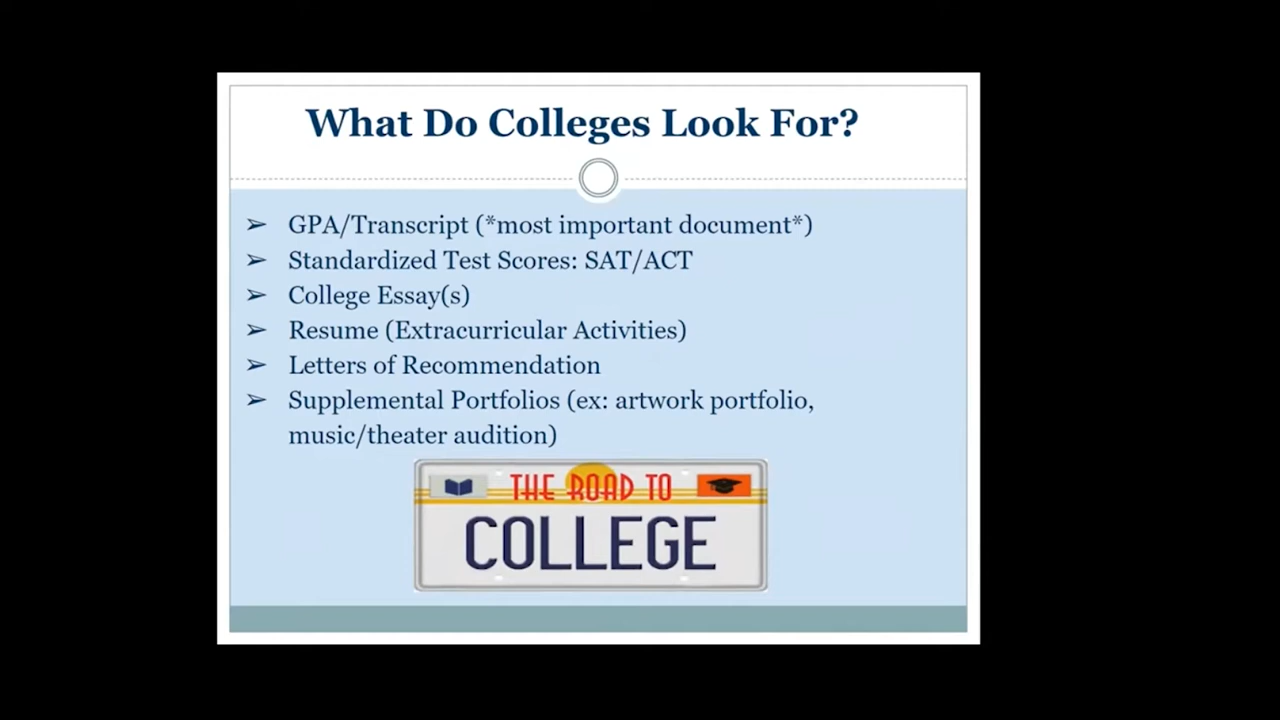 What Do Colleges Look For?
➢ GPA/Transcript (*most important document*)
➢ Standardized Test Scores: SAT/ACT
➢ College Essay(s)
➢ Resume (Extracurricular Activities)
➢ Letters of Recommendation
➢ Supplemental Portfolios (ex: artwork portfolio,
music/theater audition)
THE ROAD TO
COLLEGE